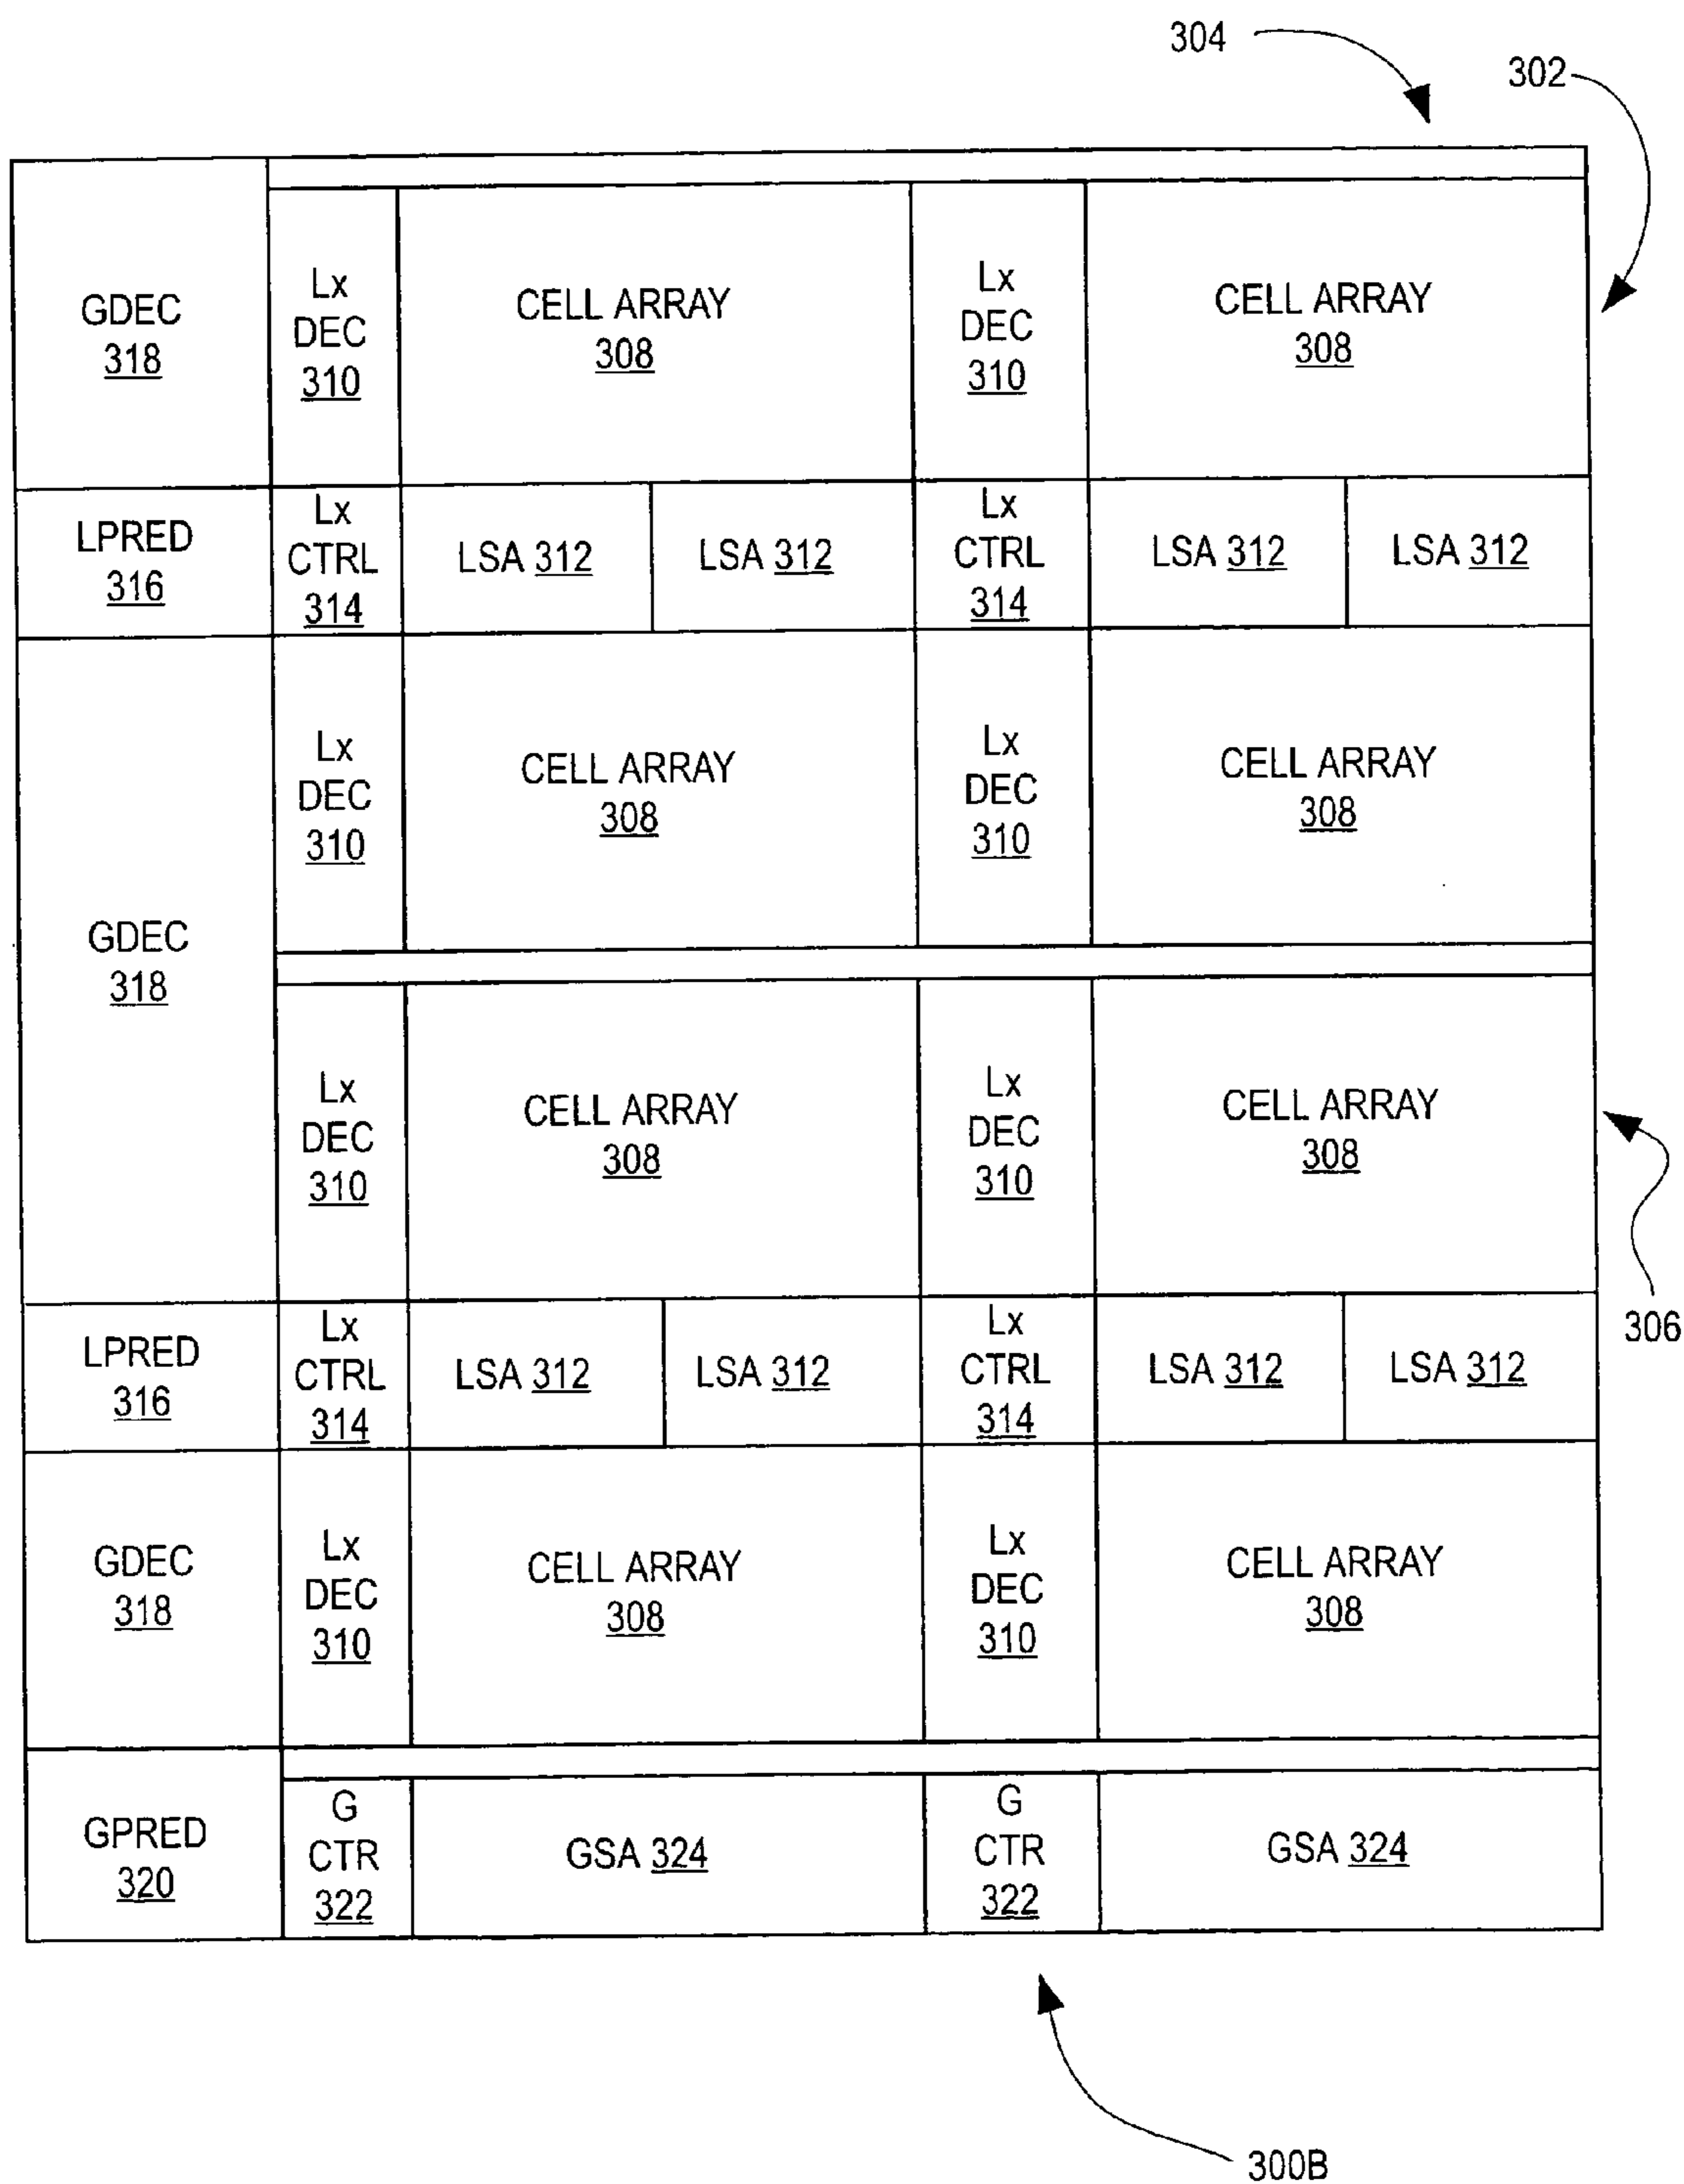 304
302
GDEC
318
Lx
DEC
310
CELL ARRAY
308
Lx
DEC
310
CELL ARRAY
308
LPRED
316
Lx
CTRL
314
LSA 312
LSA 312
Lx
CTRL
314
LSA 312
LSA 312
GDEC
318
Lx
DEC
310
CELL ARRAY
308
Lx
DEC
310
CELL ARRAY
308
Lx
DEC
310
CELL ARRAY
308
Lx
DEC
310
CELL ARRAY
308
306
LPRED
316
Lx
CTRL
314
LSA 312
LSA 312
Lx
CTRL
314
LSA 312
LSA 312
GDEC
318
Lx
DEC
310
CELL ARRAY
308
Lx
DEC
310
CELL ARRAY
308
GPRED
320
G
CTR
322
GSA 324
G
CTR
322
GSA 324
300B